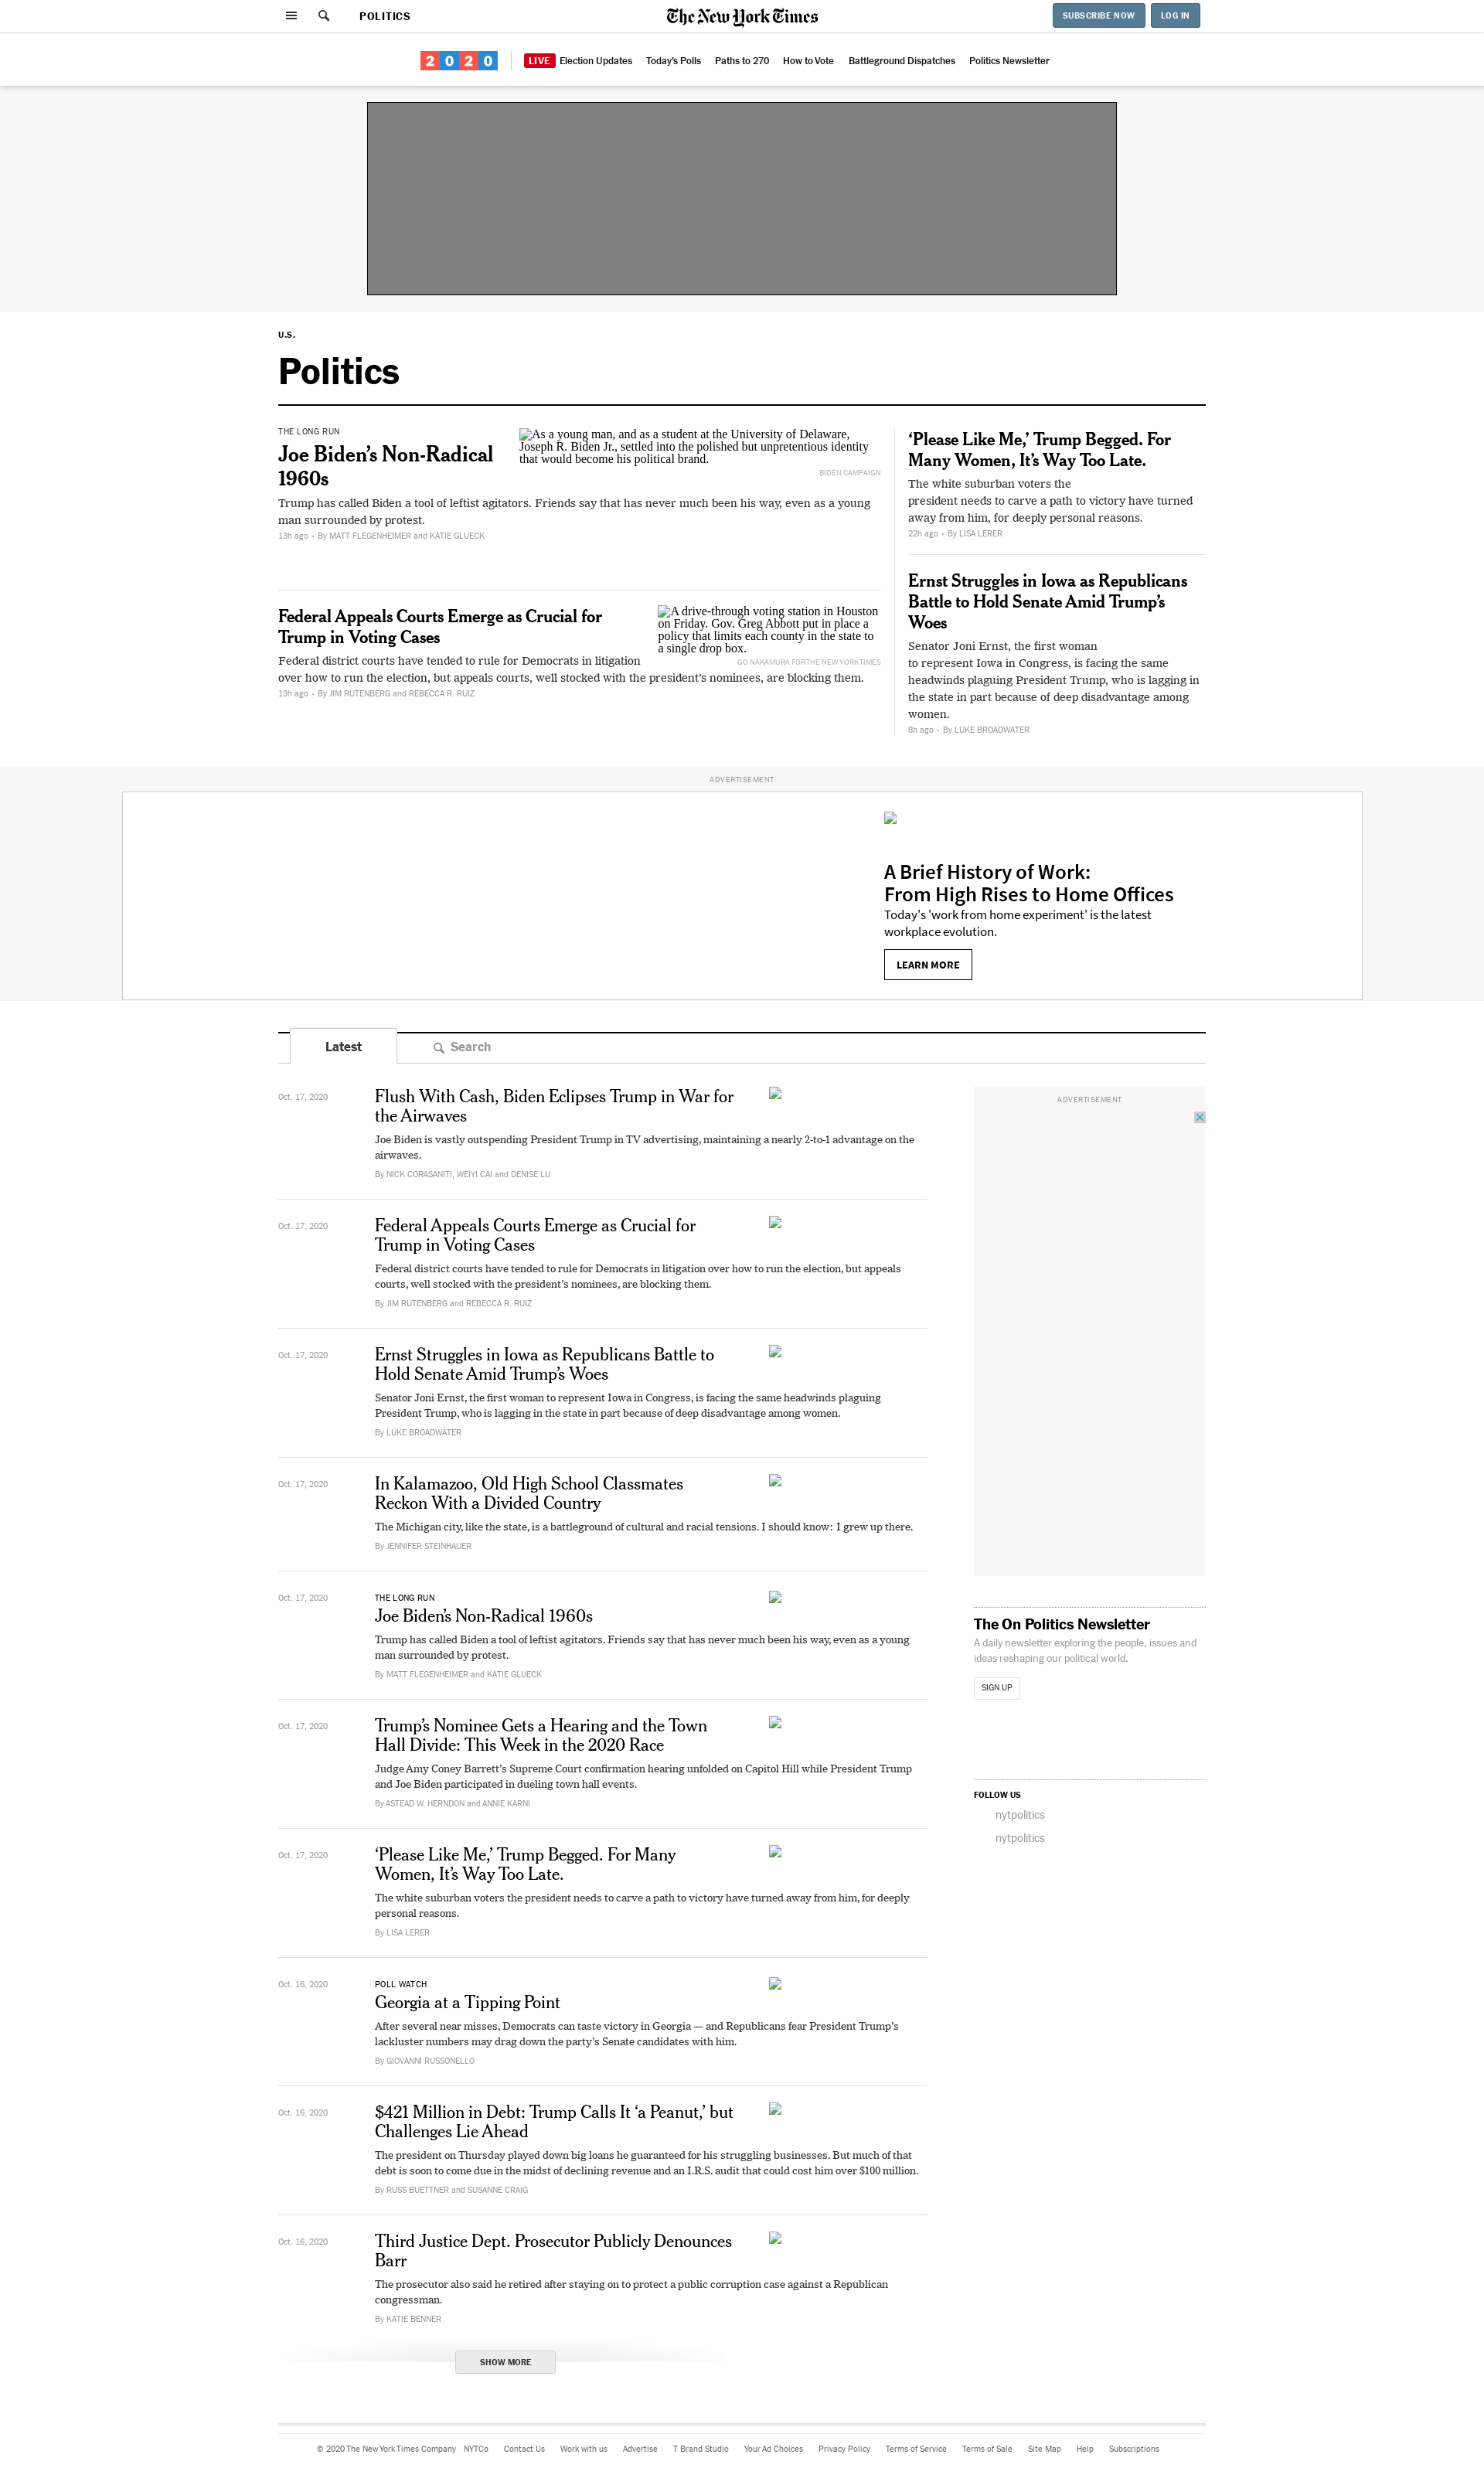 POLITICS
The New York Times
SUBSCRIBE NOW
LOG IN
2020
LIVE Election Updates
Today's Polls
Paths to 270
How to Vote
Battleground Dispatches
Politics Newsletter
U.S.
Politics
THE LONG RUN
Joe Biden’s Non-Radical
1960s
As a young man, and as a student at the University of Delaware,
Joseph R. Biden Jr., settled into the polished but unpretentious identity
that would become his political brand.
BIDEN CAMPAIGN
Trump has called Biden a tool of leftist agitators. Friends say that has never much been his way, even as a young
man surrounded by protest.
13h ago • By MATT FLEGENHEIMER and KATIE GLUECK
Federal Appeals Courts Emerge as Crucial for
Trump in Voting Cases
A drive-through voting station in Houston
on Friday. Gov. Greg Abbott put in place a
policy that limits each county in the state to
a single drop box.
GO NAKAMURA FOR THE NEW YORK TIMES
Federal district courts have tended to rule for Democrats in litigation
over how to run the election, but appeals courts, well stocked with the president’s nominees, are blocking them.
13h ago • By JIM RUTENBERG and REBECCA R. RUIZ
‘Please Like Me,’ Trump Begged. For
Many Women, It’s Way Too Late.
The white suburban voters the
president needs to carve a path to victory have turned
away from him, for deeply personal reasons.
22h ago • By LISA LERER
Ernst Struggles in Iowa as Republicans
Battle to Hold Senate Amid Trump’s
Woes
Senator Joni Ernst, the first woman
to represent Iowa in Congress, is facing the same
headwinds plaguing President Trump, who is lagging in
the state in part because of deep disadvantage among
women.
8h ago • By LUKE BROADWATER
ADVERTISEMENT
A Brief History of Work:
From High Rises to Home Offices
Today's 'work from home experiment' is the latest
workplace evolution.
LEARN MORE
Latest
Search
Oct. 17, 2020
Flush With Cash, Biden Eclipses Trump in War for
the Airwaves
Joe Biden is vastly outspending President Trump in TV advertising, maintaining a nearly 2-to-1 advantage on the
airwaves.
By NICK CORASANITI, WEIYI CAI and DENISE LU
Oct. 17, 2020
Federal Appeals Courts Emerge as Crucial for
Trump in Voting Cases
Federal district courts have tended to rule for Democrats in litigation over how to run the election, but appeals
courts, well stocked with the president’s nominees, are blocking them.
By JIM RUTENBERG and REBECCA R. RUIZ
Oct. 17, 2020
Ernst Struggles in Iowa as Republicans Battle to
Hold Senate Amid Trump’s Woes
Senator Joni Ernst, the first woman to represent Iowa in Congress, is facing the same headwinds plaguing
President Trump, who is lagging in the state in part because of deep disadvantage among women.
By LUKE BROADWATER
Oct. 17, 2020
In Kalamazoo, Old High School Classmates
Reckon With a Divided Country
The Michigan city, like the state, is a battleground of cultural and racial tensions. I should know: I grew up there.
By JENNIFER STEINHAUER
Oct. 17, 2020
THE LONG RUN
Joe Biden’s Non-Radical 1960s
Trump has called Biden a tool of leftist agitators. Friends say that has never much been his way, even as a young
man surrounded by protest.
By MATT FLEGENHEIMER and KATIE GLUECK
Oct. 17, 2020
Trump’s Nominee Gets a Hearing and the Town
Hall Divide: This Week in the 2020 Race
Judge Amy Coney Barrett’s Supreme Court confirmation hearing unfolded on Capitol Hill while President Trump
and Joe Biden participated in dueling town hall events.
By ASTEAD W. HERNDON and ANNIE KARNI
Oct. 17, 2020
‘Please Like Me,’ Trump Begged. For Many
Women, It’s Way Too Late.
The white suburban voters the president needs to carve a path to victory have turned away from him, for deeply
personal reasons.
By LISA LERER
Oct. 16, 2020
POLL WATCH
Georgia at a Tipping Point
After several near misses, Democrats can taste victory in Georgia — and Republicans fear President Trump’s
lackluster numbers may drag down the party’s Senate candidates with him.
By GIOVANNI RUSSONELLO
Oct. 16, 2020
$421 Million in Debt: Trump Calls It ‘a Peanut,’ but
Challenges Lie Ahead
The president on Thursday played down big loans he guaranteed for his struggling businesses. But much of that
debt is soon to come due in the midst of declining revenue and an I.R.S. audit that could cost him over $100 million.
By RUSS BUETTNER and SUSANNE CRAIG
Oct. 16, 2020
Third Justice Dept. Prosecutor Publicly Denounces
Barr
The prosecutor also said he retired after staying on to protect a public corruption case against a Republican
congressman.
By KATIE BENNER
SHOW MORE
ADVERTISEMENT
The On Politics Newsletter
A daily newsletter exploring the people, issues and
ideas reshaping our political world.
SIGN UP
FOLLOW US
nytpolitics
nytpolitics
© 2020 The New York Times Company
NYTCo
Contact Us
Work with us
Advertise
T Brand Studio
Your Ad Choices
Privacy Policy
Terms of Service
Terms of Sale
Site Map
Help
Subscriptions